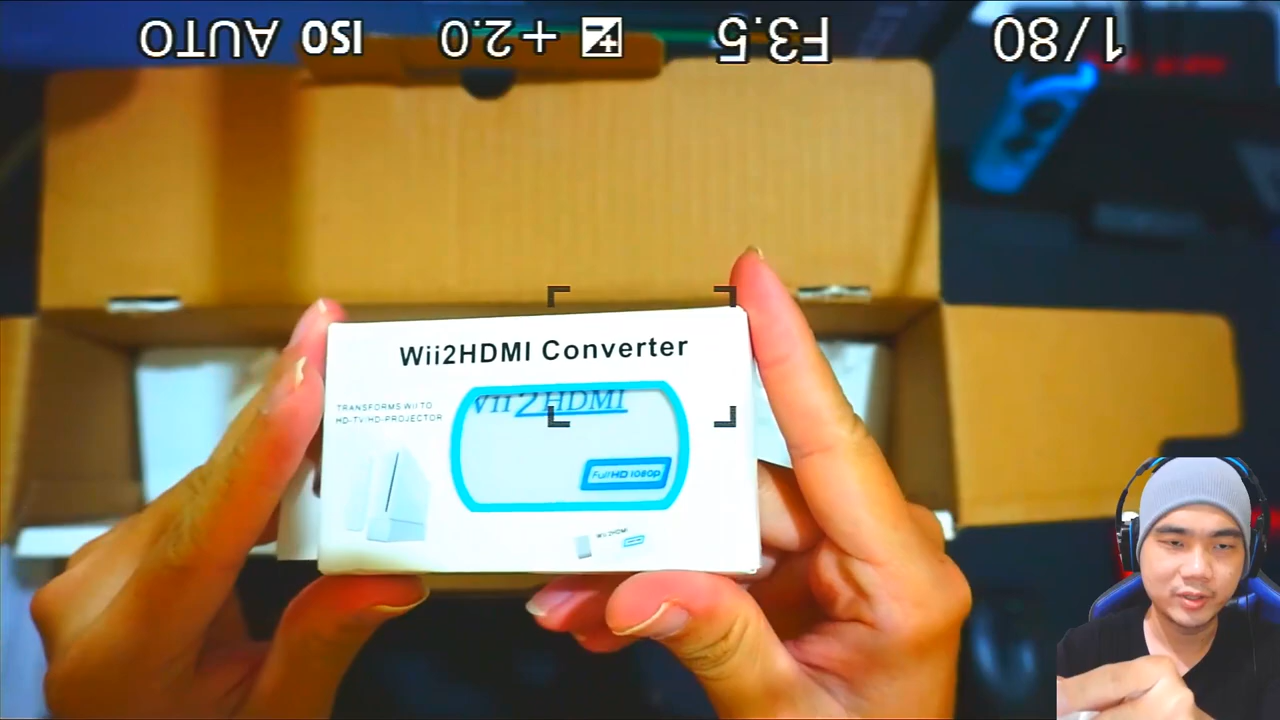 1/80 F3.5 +2.0 ISO AUTO
Wii2HDMI Converter
TRANSFORMS WII TO
HD-TV/HD-PROJECTOR
Wii2HDMI
Full HD 1080p
Wii2HDMI